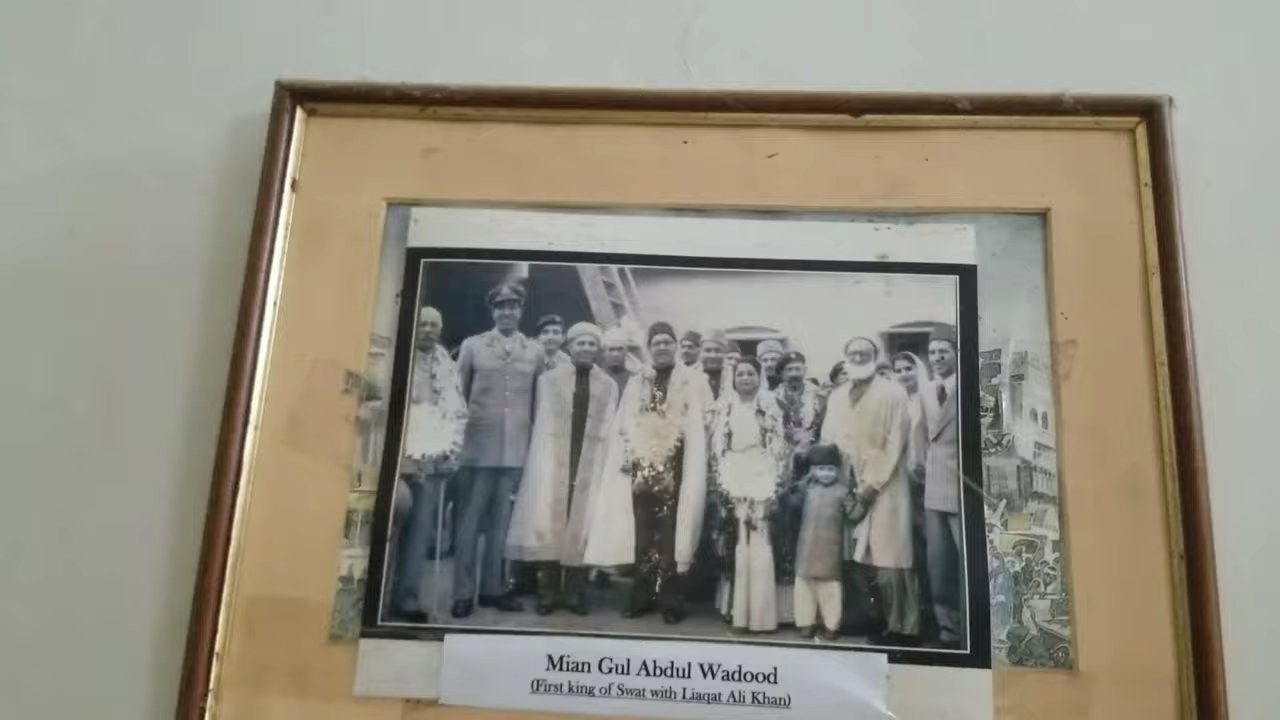 Mian Gul Abdul Wadood
(First king of Swat with Liaqat Ali Khan)